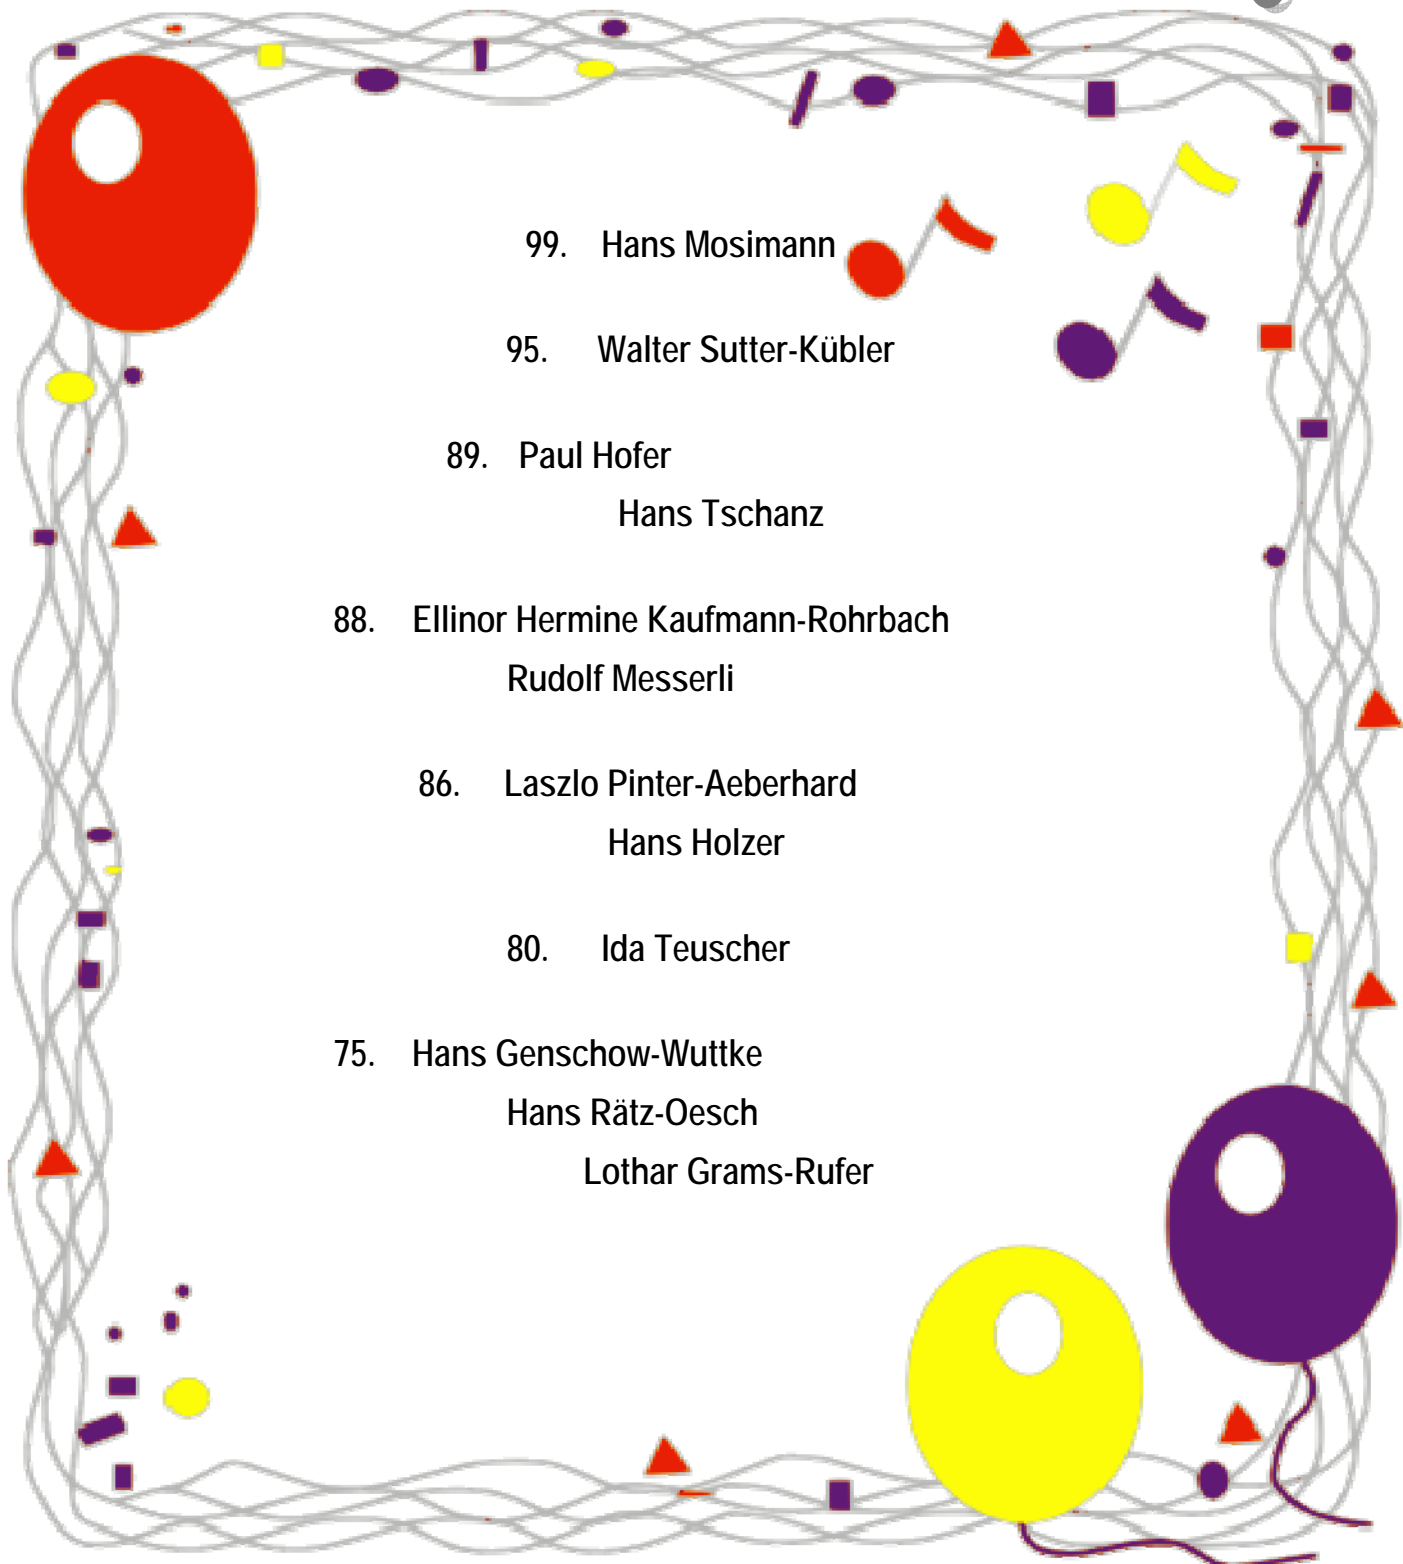 99. Hans Mosimann
95. Walter Sutter-Kübler
89. Paul Hofer
Hans Tschanz
88. Ellinor Hermine Kaufmann-Rohrbach
Rudolf Messerli
86. Laszlo Pinter-Aeberhard
Hans Holzer
80. Ida Teuscher
75. Hans Genschow-Wuttke
Hans Rätz-Oesch
Lothar Grams-Rufer